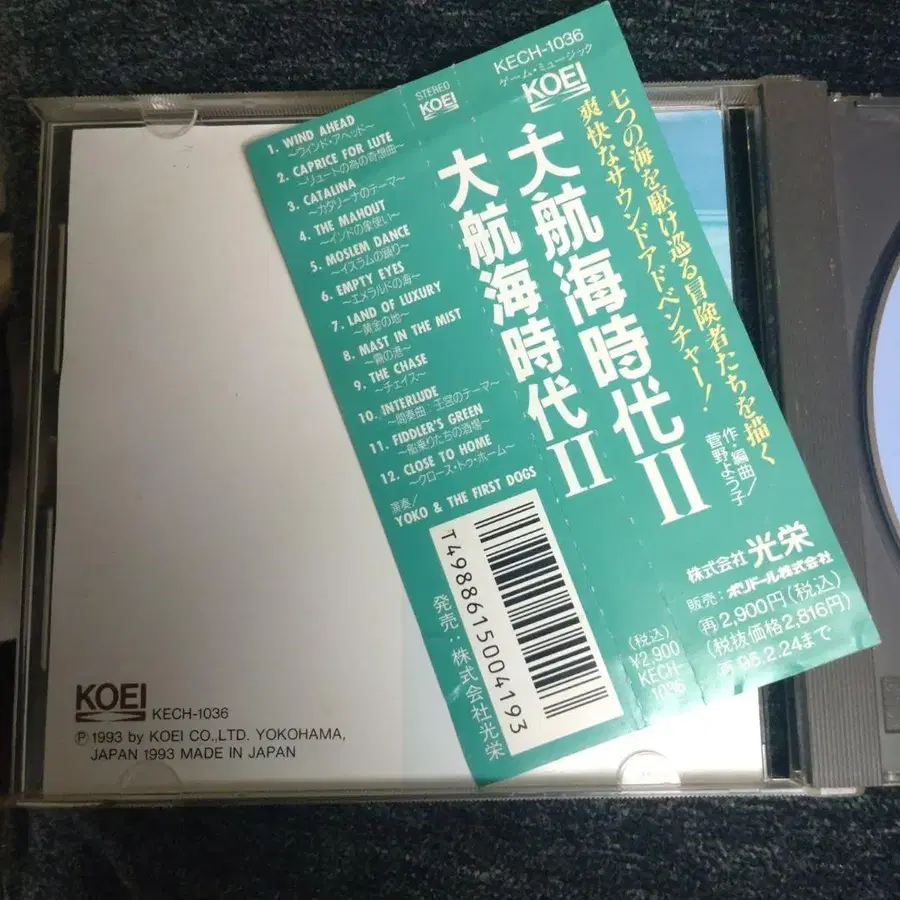 STEREO
KOEI
1. WIND AHEAD
〜ウィンド・アヘッド〜
2. CAPRICE FOR LUTE
〜リュートの為の奇想曲〜
3. CATALINA
〜カタリーナのテーマ〜
4. THE MAHOUT
〜インドの象使い〜
5. MOSLEM DANCE
〜イスラムの踊り〜
6. EMPTY EYES
〜エメラルドの海〜
7. LAND OF LUXURY
〜黄金の地〜
8. MAST IN THE MIST
〜霧の港〜
9. THE CHASE
〜チェイス〜
10. INTERLUDE
〜間奏曲:王宮のテーマ〜
11. FIDDLER'S GREEN
〜船乗りたちの酒場〜
12. CLOSE TO HOME
〜クロース・トゥ・ホーム〜
演奏/
YOKO & THE FIRST DOGS
T4988615004193
発売:株式会社光栄
大航海時代II
(税込)
¥2,900
KECH-
1036
KECH-1036
ゲーム・ミュージック
KOEI
大航海時代II
七つの海を駆け巡る冒険者たちを描く
爽快なサウンドアドベンチャー!
作・編曲/
菅野よう子
株式会社 光栄
販売:ポリドール株式会社
再2,900円(税込)
(税抜価格2,816円)
再95.2.24まで
KOEI
KECH-1036
℗ 1993 by KOEI CO.,LTD. YOKOHAMA,
JAPAN 1993 MADE IN JAPAN